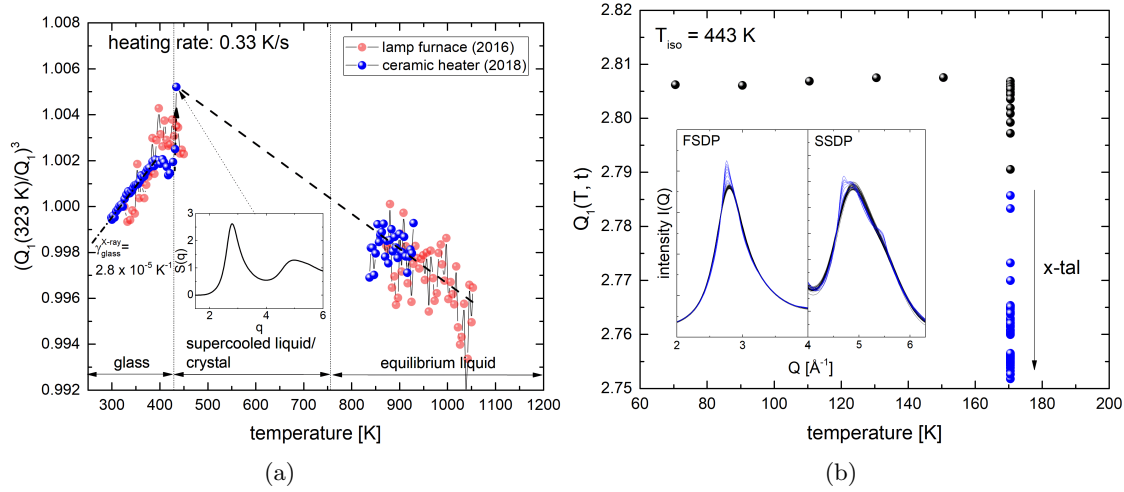 heating rate: 0.33 K/s
lamp furnace (2016)
ceramic heater (2018)
1.008
1.006
1.004
1.002
1.000
0.998
0.996
0.994
0.992
(Q₁(323 K)/Q₁)³
X-ray
γ =
glass
2.8 x 10⁻⁵ K⁻¹
3
2
1
0
S(q)
2 4 6
q
glass
supercooled liquid/
crystal
equilibrium liquid
300 400 500 600 700 800 900 1000 1100 1200
temperature [K]
(a)
T_iso = 443 K
2.82
2.81
2.80
2.79
2.78
2.77
2.76
2.75
Q₁(T, t)
FSDP
SSDP
intensity I(Q)
2 3 4 5 6
Q [Å⁻¹]
x-tal
60 80 100 120 140 160 180 200
temperature [K]
(b)